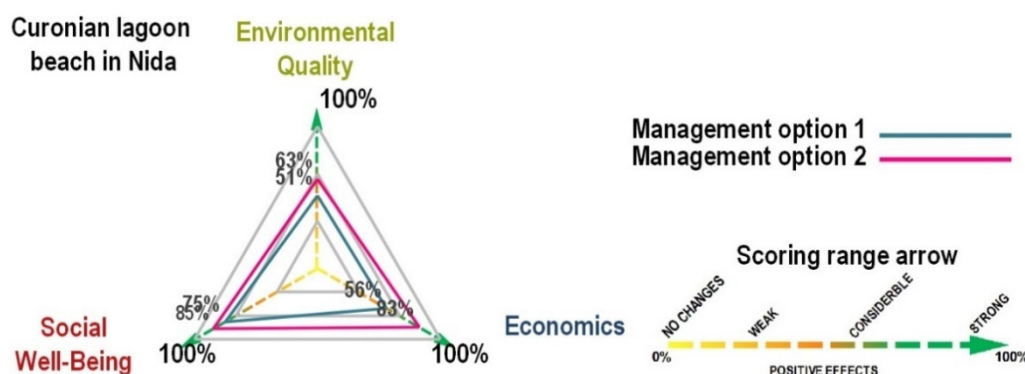 Curonian lagoon
beach in Nida
Environmental
Quality
100%
63%
51%
Management option 1
Management option 2
Scoring range arrow
NO CHANGES
WEAK
CONSIDERBLE
STRONG
0%
100%
POSITIVE EFFECTS
56%
83%
75%
85%
Social
Well-Being
100%
100%
Economics